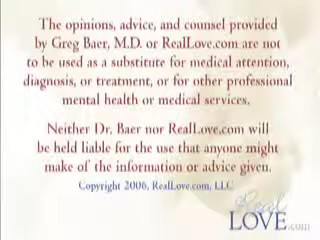 The opinions, advice, and counsel provided
by Greg Baer, M.D. or RealLove.com are not
to be used as a substitute for medical attention,
diagnosis, or treatment, or for other professional
mental health or medical services.
Neither Dr. Baer nor RealLove.com will
be held liable for the use that anyone might
make of the information or advice given.
Copyright 2006, RealLove.com, LLC
Real
LOVE.com